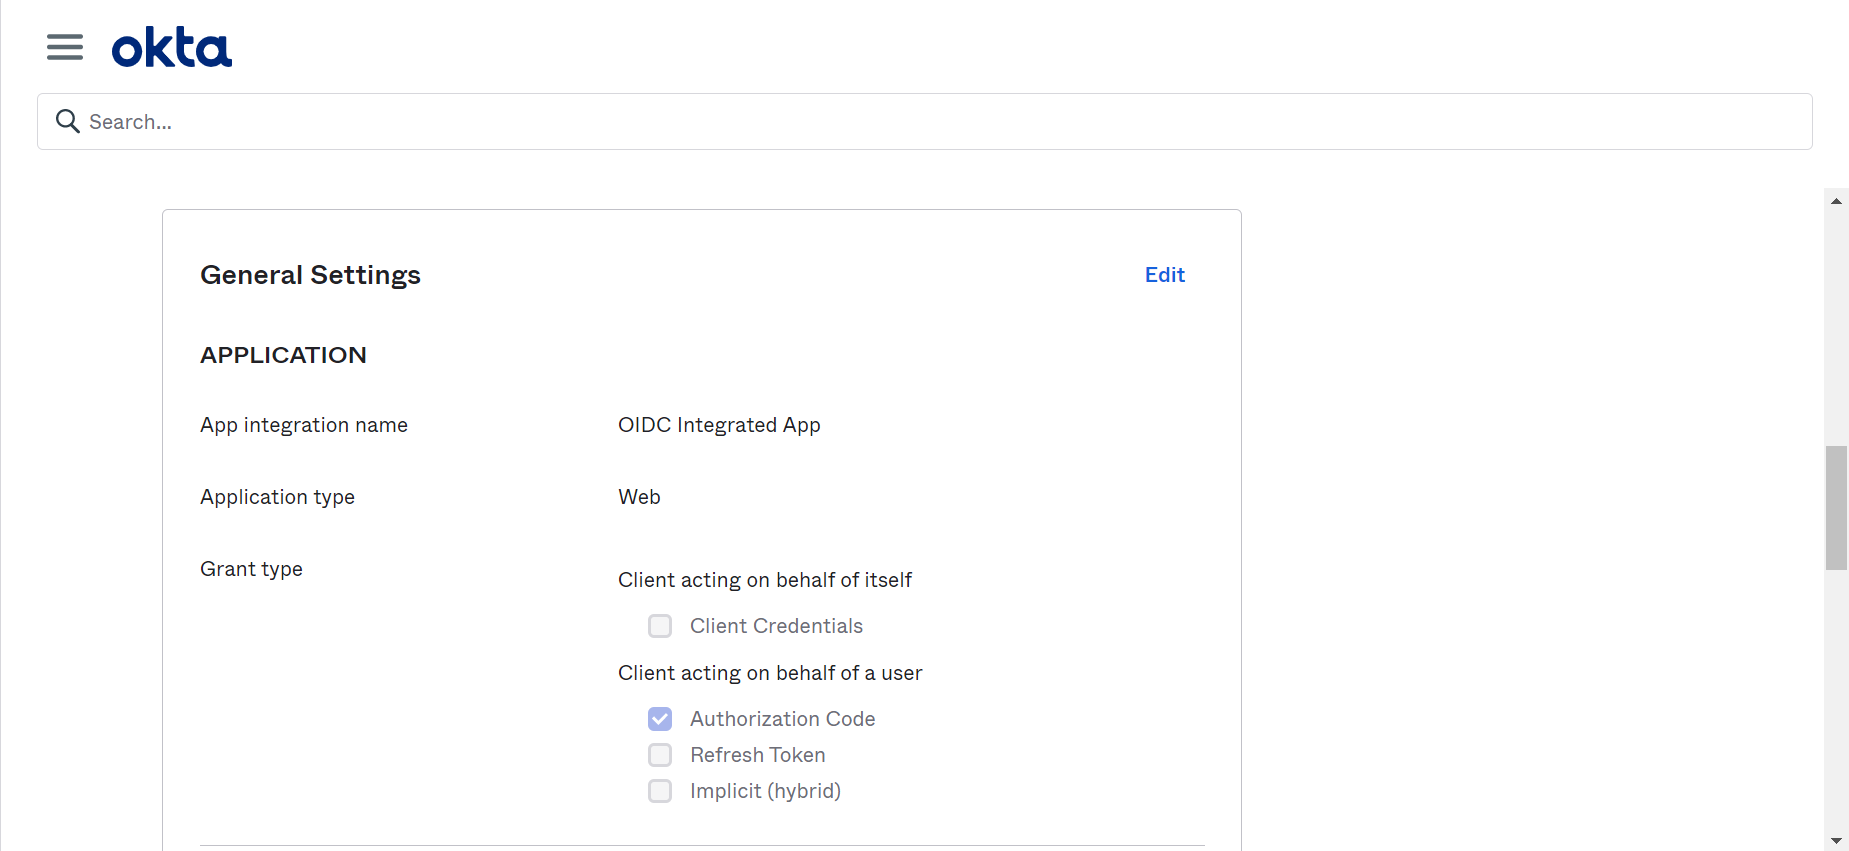 okta
Search...
General Settings
Edit
APPLICATION
App integration name
OIDC Integrated App
Application type
Web
Grant type
Client acting on behalf of itself
Client Credentials
Client acting on behalf of a user
Authorization Code
Refresh Token
Implicit (hybrid)